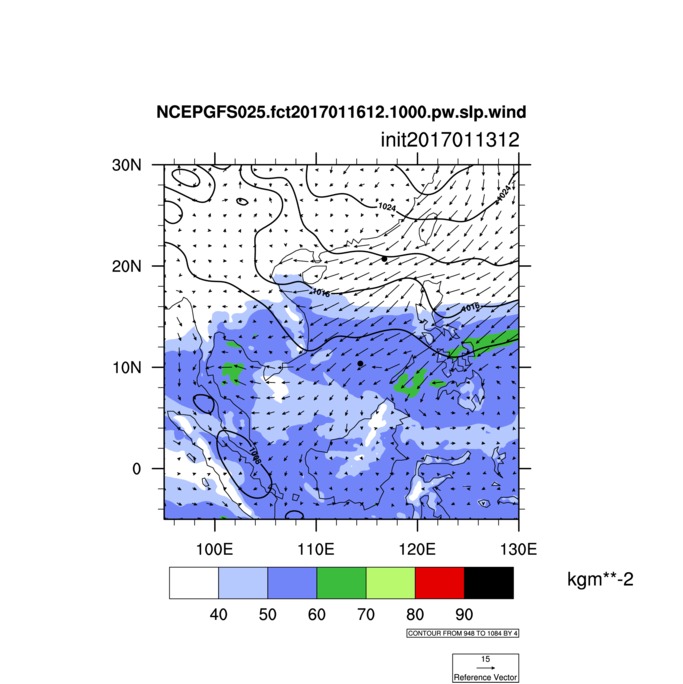 NCEPGFS025.fct2017011612.1000.pw.slp.wind
init2017011312
30N
1024
1024
20N
1016
1016
10N
1008
0
100E 110E 120E 130E
kgm**-2
40 50 60 70 80 90
CONTOUR FROM 948 TO 1084 BY 4
15
Reference Vector